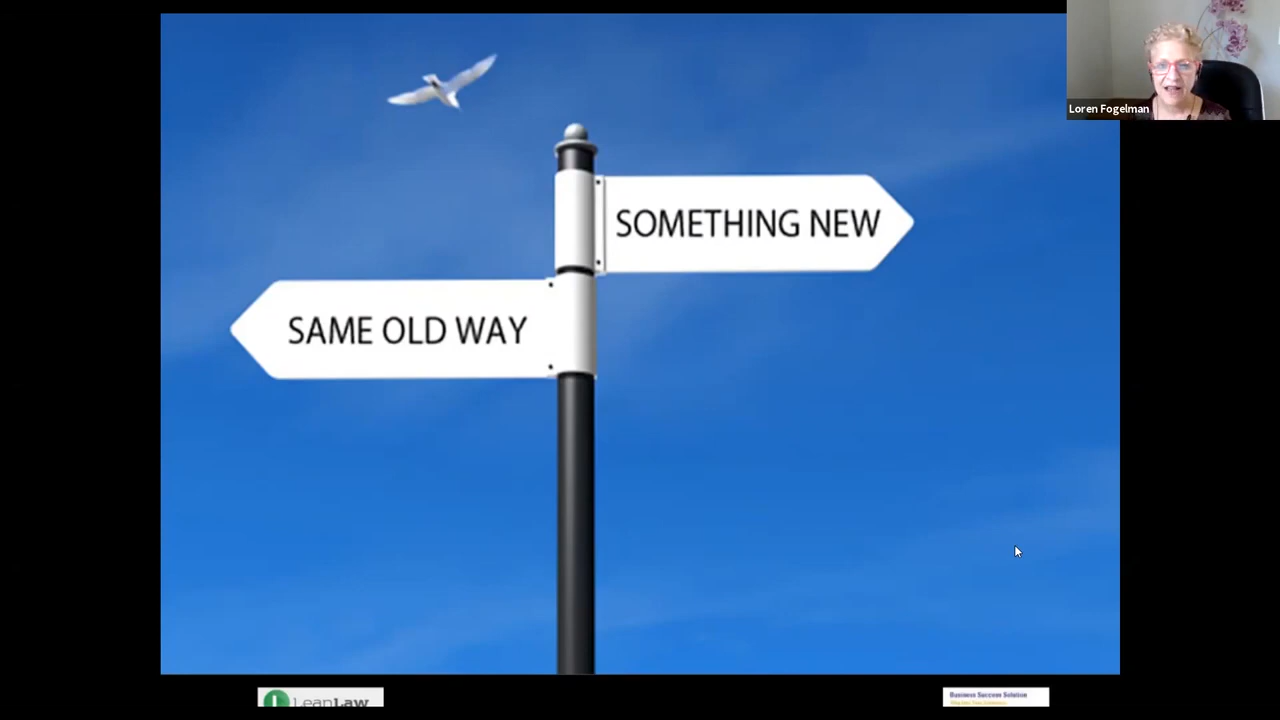 Loren Fogelman
SOMETHING NEW
SAME OLD WAY
LeanLaw
Business Success Solution